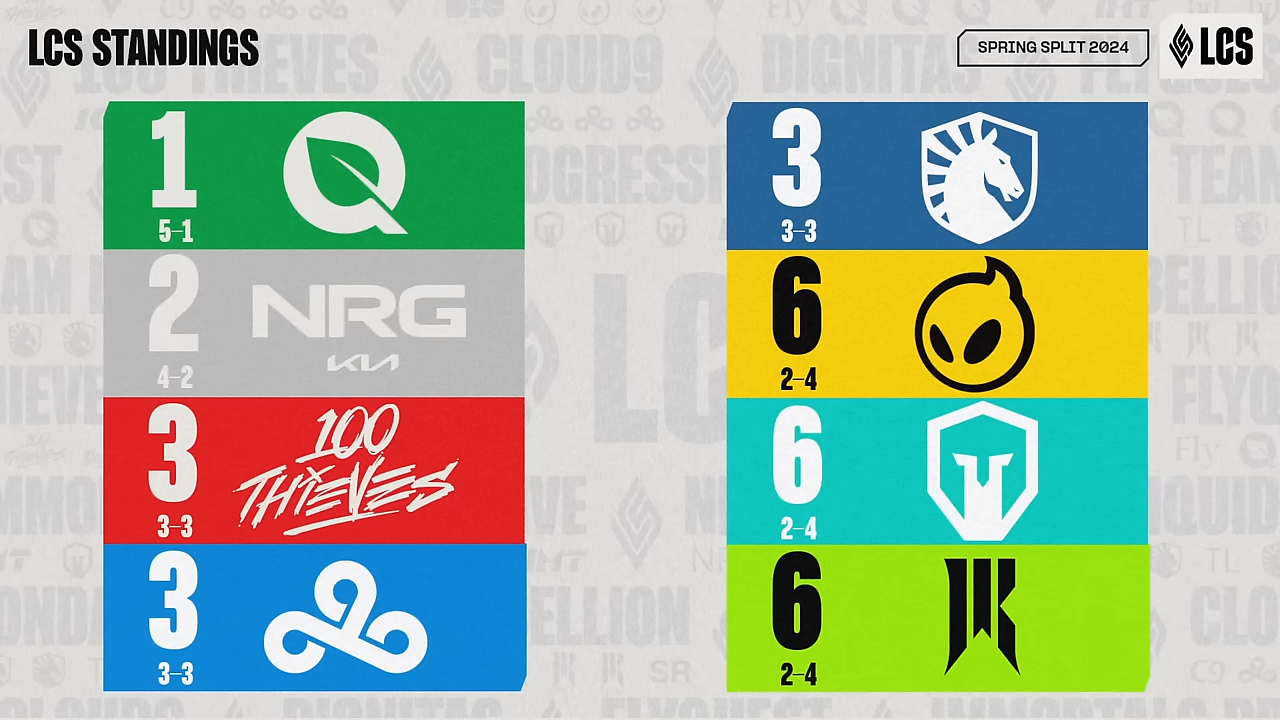 LCS STANDINGS
SPRING SPLIT 2024
LCS
1
5-1
2
NRG
KIA
4-2
3
100
THIEVES
3-3
3
3-3
3
3-3
6
2-4
6
2-4
6
2-4